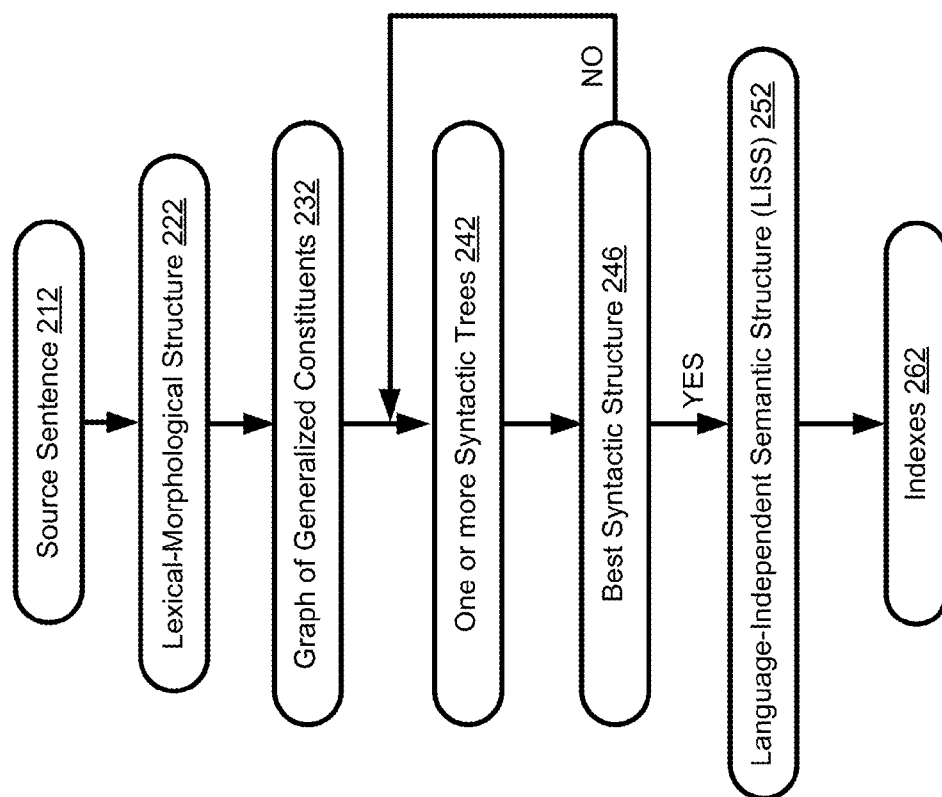 Source Sentence 212
Lexical-Morphological Structure 222
Graph of Generalized Constituents 232
One or more Syntactic Trees 242
NO
Best Syntactic Structure 246
YES
Language-Independent Semantic Structure (LISS) 252
Indexes 262